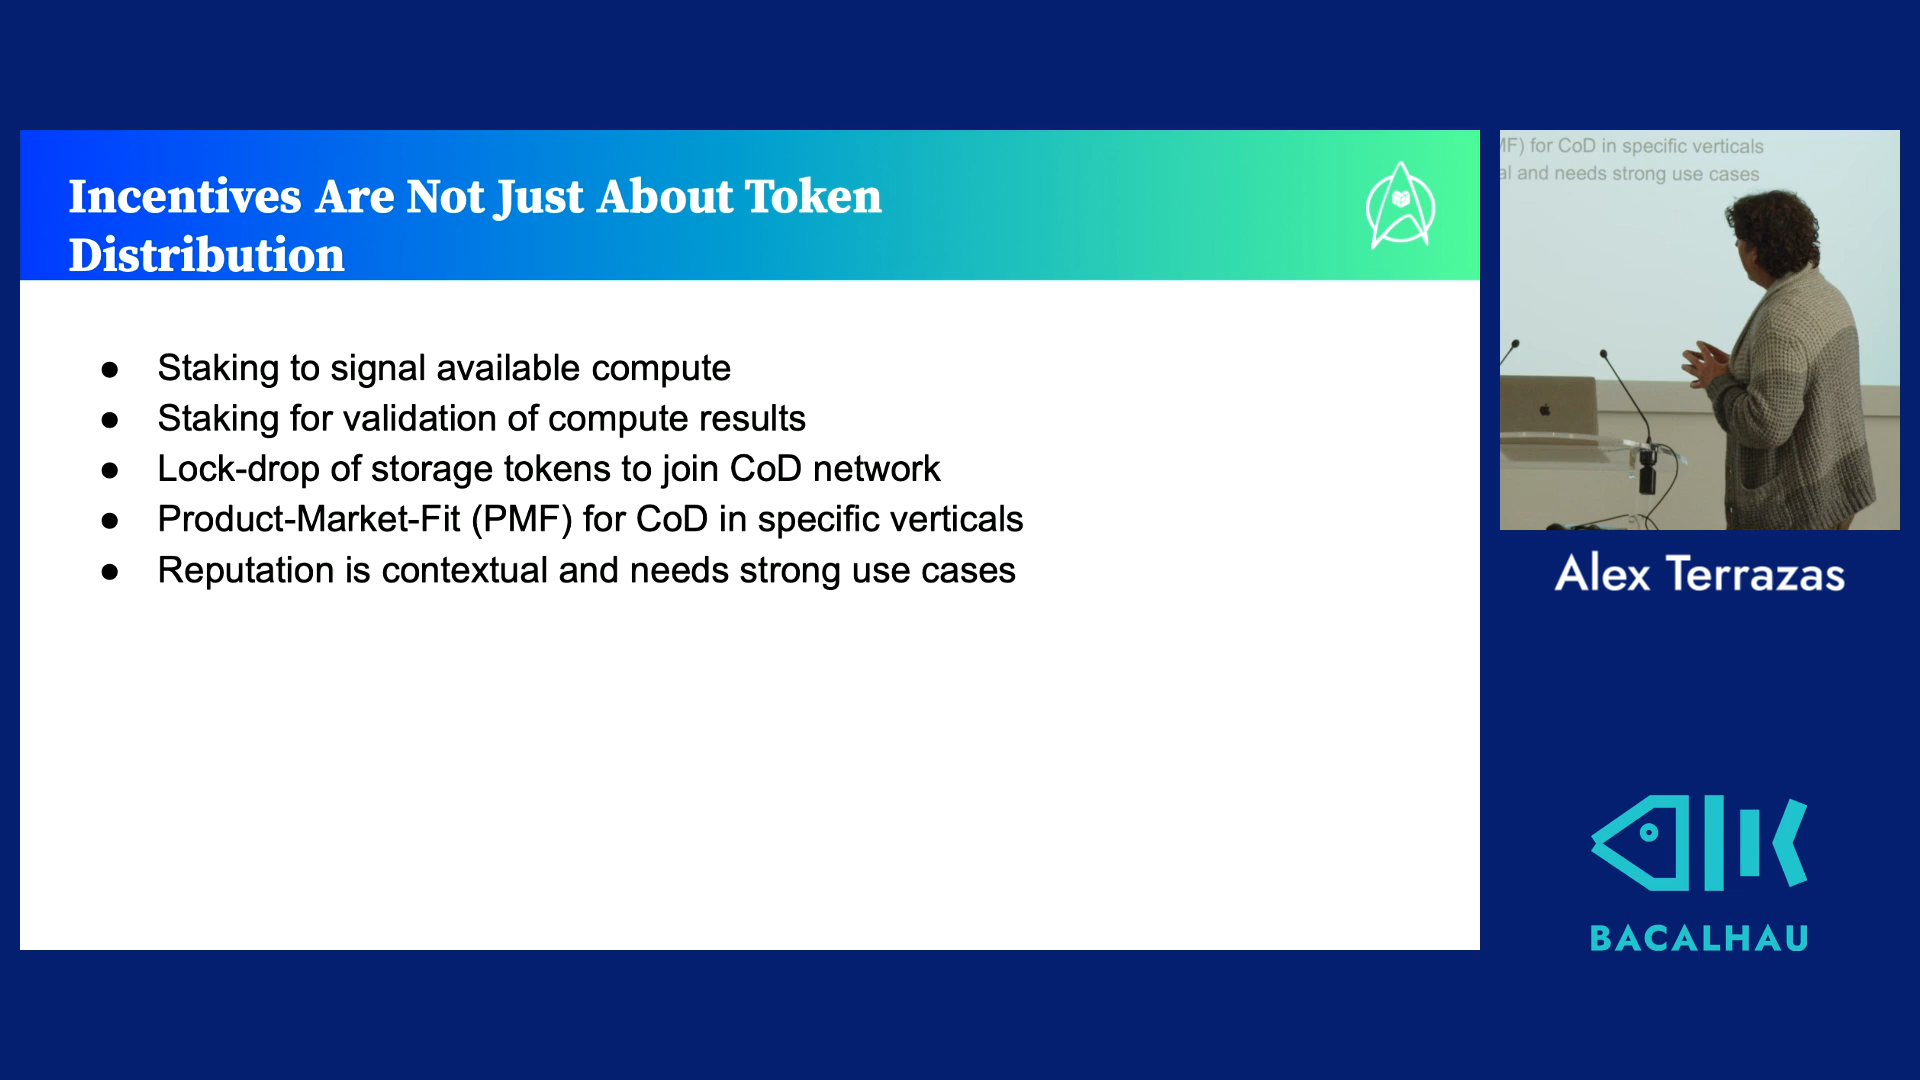 Incentives Are Not Just About Token
Distribution
● Staking to signal available compute
● Staking for validation of compute results
● Lock-drop of storage tokens to join CoD network
● Product-Market-Fit (PMF) for CoD in specific verticals
● Reputation is contextual and needs strong use cases
MF) for CoD in specific verticals
al and needs strong use cases
Alex Terrazas
BACALHAU